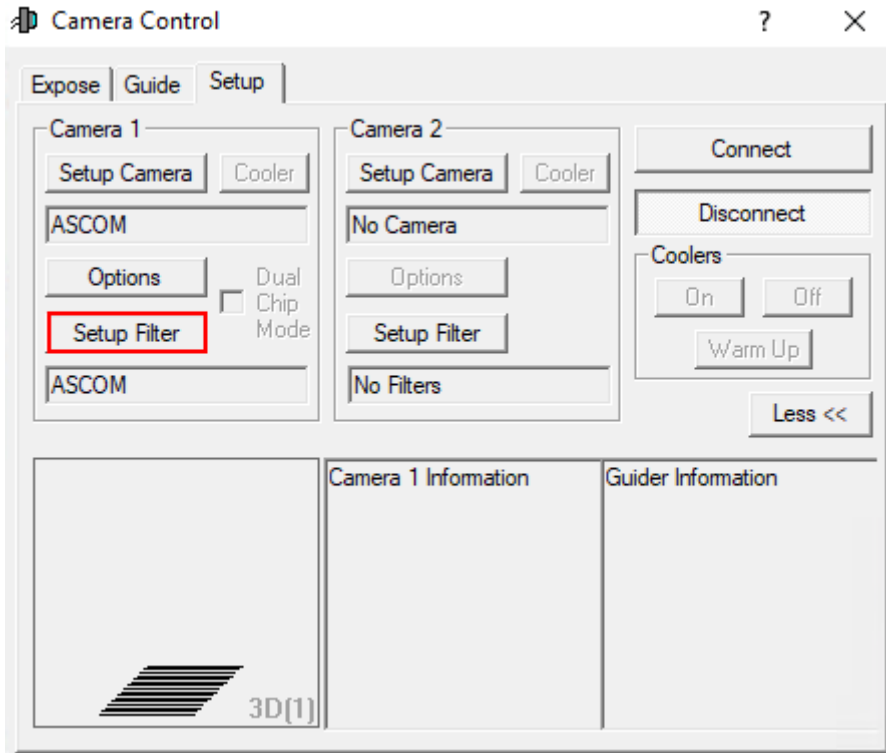 Camera Control
?
Expose Guide Setup
Camera 1
Setup Camera Cooler
ASCOM
Options
Dual
Chip
Mode
Setup Filter
ASCOM
Camera 2
Setup Camera Cooler
No Camera
Options
Setup Filter
No Filters
Connect
Disconnect
Coolers
On Off
Warm Up
Less <<
3D(1)
Camera 1 Information
Guider Information